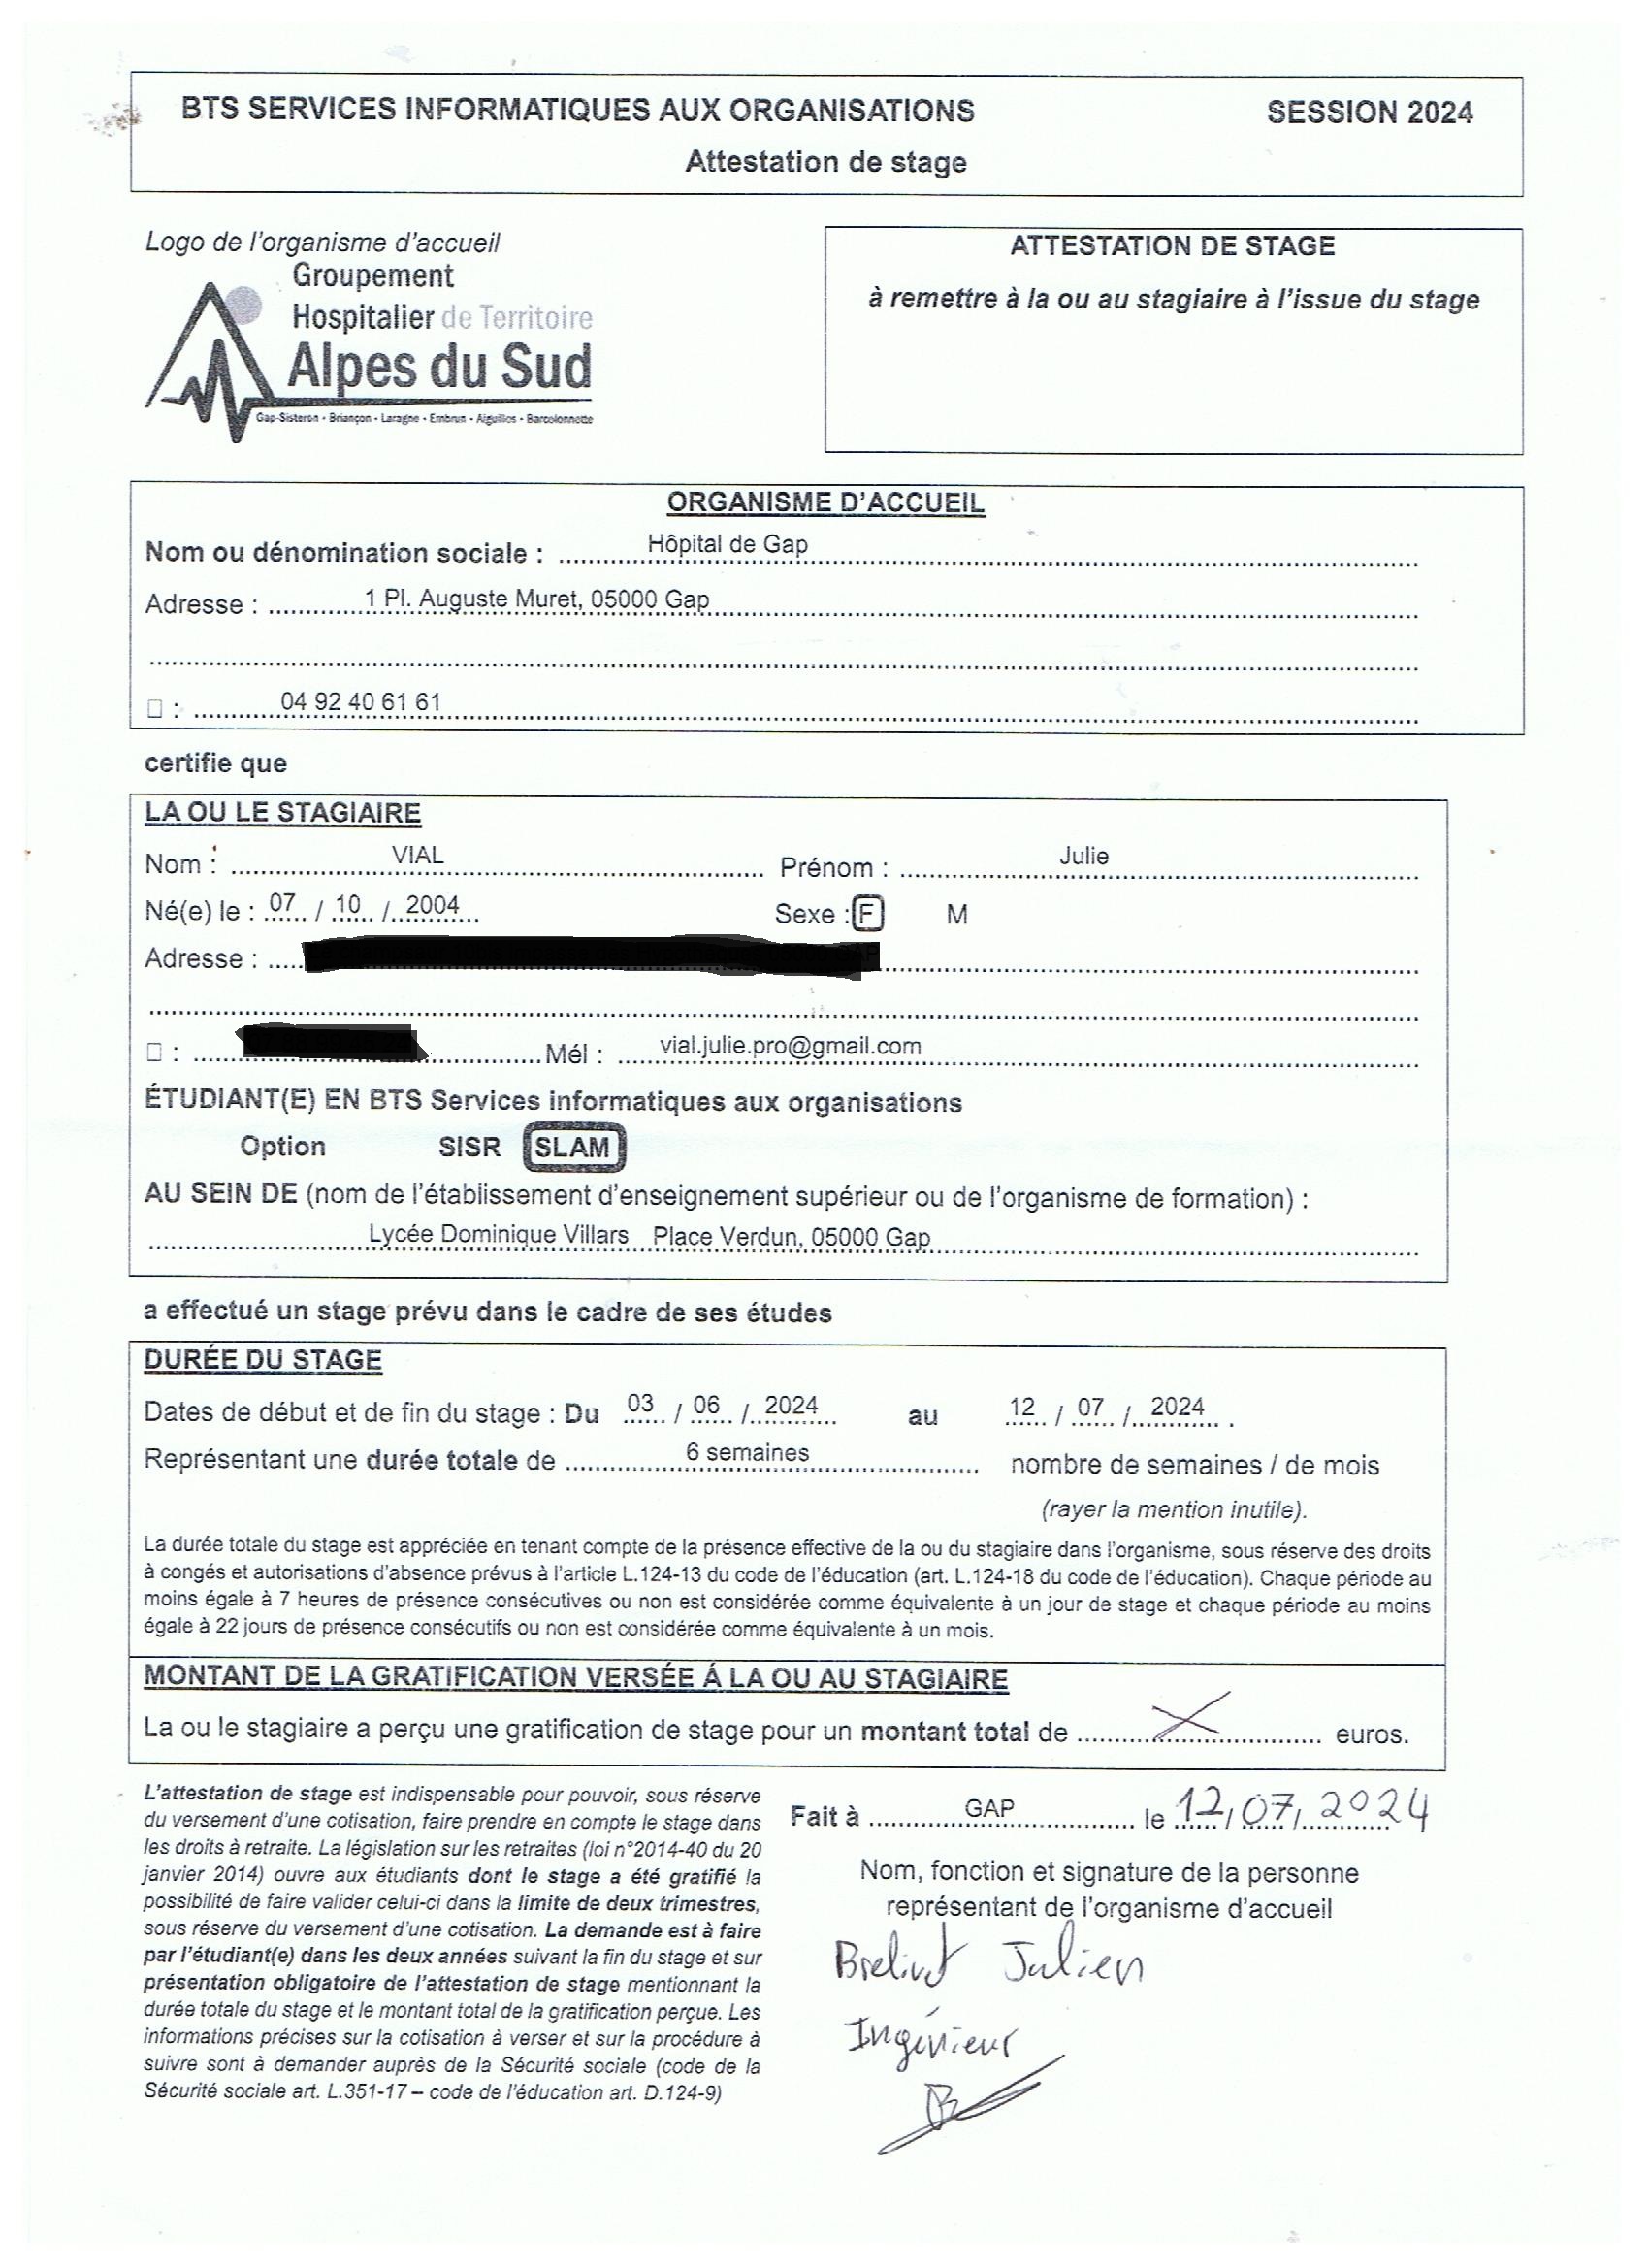 BTS SERVICES INFORMATIQUES AUX ORGANISATIONS SESSION 2024
Attestation de stage
Logo de l'organisme d'accueil
Groupement
Hospitalier de Territoire
Alpes du Sud
Gap-Sisteron - Briançon - Laragne - Embrun - Aiguilles - Barcelonnette
ATTESTATION DE STAGE
à remettre à la ou au stagiaire à l'issue du stage
ORGANISME D'ACCUEIL
Nom ou dénomination sociale : Hôpital de Gap
Adresse : 1 Pl. Auguste Muret, 05000 Gap
: 04 92 40 61 61
certifie que
LA OU LE STAGIAIRE
Nom : VIAL Prénom : Julie
Né(e) le : 07 / 10 / 2004 Sexe : F M
Adresse :
: Mél : vial.julie.pro@gmail.com
ÉTUDIANT(E) EN BTS Services informatiques aux organisations
Option SISR SLAM
AU SEIN DE (nom de l'établissement d'enseignement supérieur ou de l'organisme de formation) :
Lycée Dominique Villars Place Verdun, 05000 Gap
a effectué un stage prévu dans le cadre de ses études
DURÉE DU STAGE
Dates de début et de fin du stage : Du 03 / 06 / 2024 au 12 / 07 / 2024 .
Représentant une durée totale de 6 semaines nombre de semaines / de mois
(rayer la mention inutile).
La durée totale du stage est appréciée en tenant compte de la présence effective de la ou du stagiaire dans l'organisme, sous réserve des droits
à congés et autorisations d'absence prévus à l'article L.124-13 du code de l'éducation (art. L.124-18 du code de l'éducation). Chaque période au
moins égale à 7 heures de présence consécutives ou non est considérée comme équivalente à un jour de stage et chaque période au moins
égale à 22 jours de présence consécutifs ou non est considérée comme équivalente à un mois.
MONTANT DE LA GRATIFICATION VERSÉE Á LA OU AU STAGIAIRE
La ou le stagiaire a perçu une gratification de stage pour un montant total de euros.
L'attestation de stage est indispensable pour pouvoir, sous réserve
du versement d'une cotisation, faire prendre en compte le stage dans
les droits à retraite. La législation sur les retraites (loi n°2014-40 du 20
janvier 2014) ouvre aux étudiants dont le stage a été gratifié la
possibilité de faire valider celui-ci dans la limite de deux trimestres,
sous réserve du versement d'une cotisation. La demande est à faire
par l'étudiant(e) dans les deux années suivant la fin du stage et sur
présentation obligatoire de l'attestation de stage mentionnant la
durée totale du stage et le montant total de la gratification perçue. Les
informations précises sur la cotisation à verser et sur la procédure à
suivre sont à demander auprès de la Sécurité sociale (code de la
Sécurité sociale art. L.351-17 – code de l'éducation art. D.124-9)
Fait à GAP le 12/07/2024
Nom, fonction et signature de la personne
représentant de l'organisme d'accueil
Julien
Ingénieur